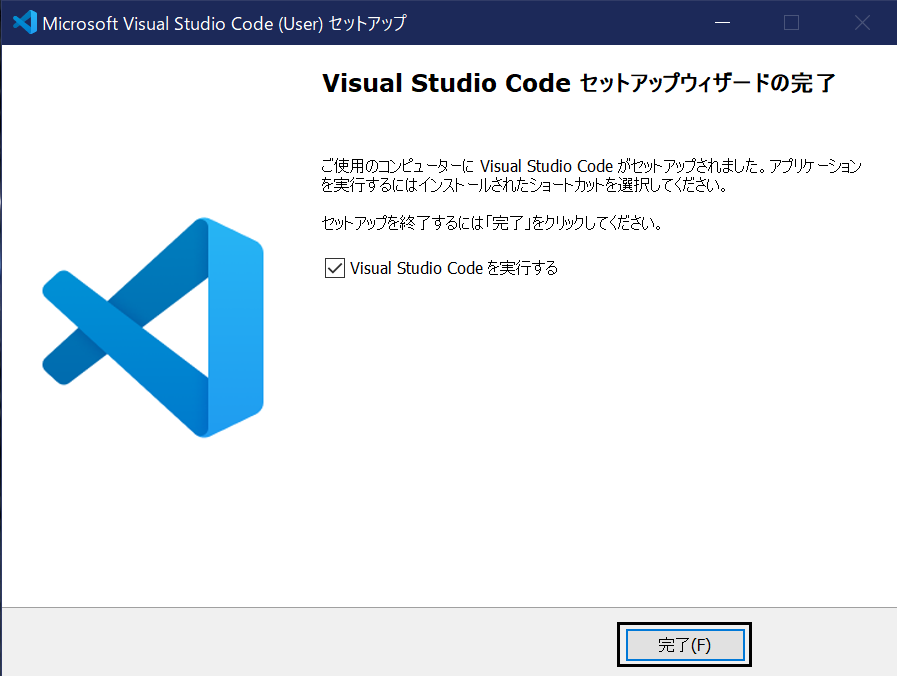 Microsoft Visual Studio Code (User) セットアップ
Visual Studio Code セットアップウィザードの完了
ご使用のコンピューターに Visual Studio Code がセットアップされました。アプリケーション
を実行するにはインストールされたショートカットを選択してください。
セットアップを終了するには「完了」をクリックしてください。
Visual Studio Code を実行する
完了(F)